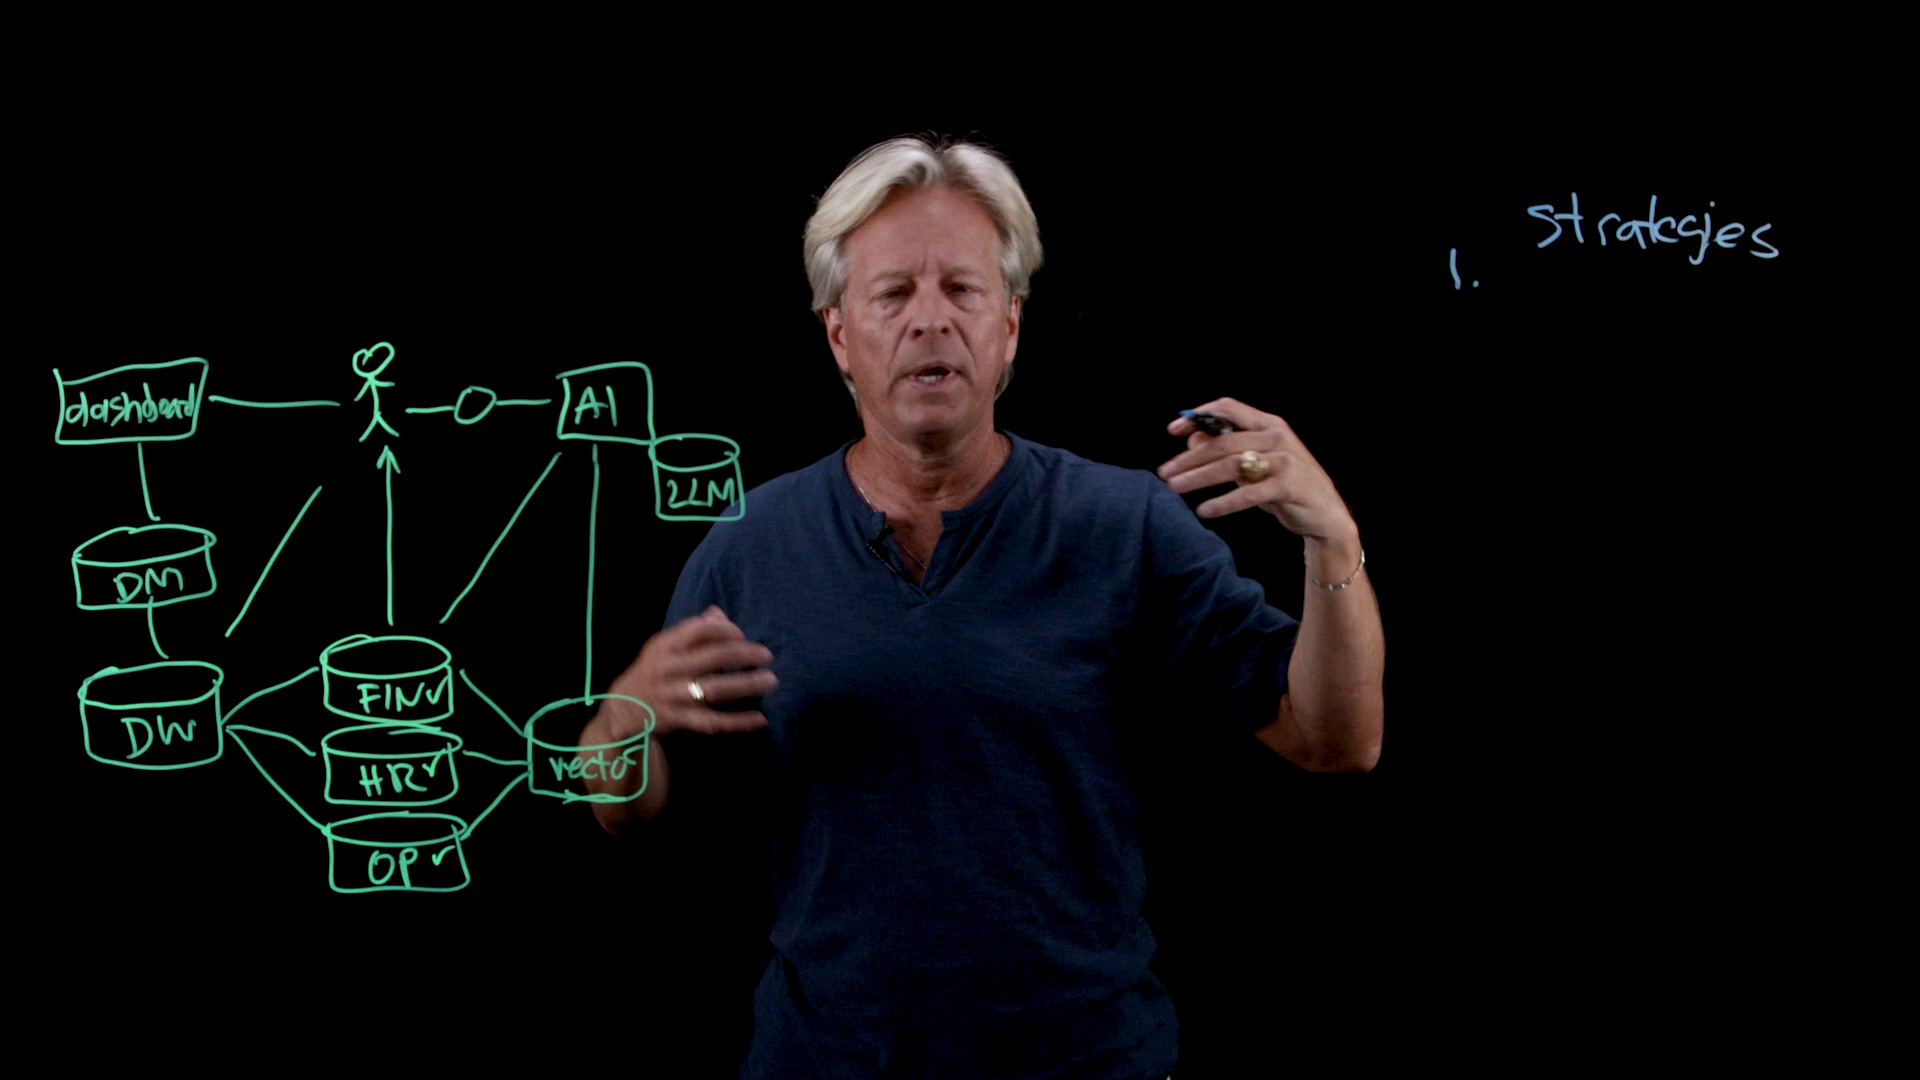 strategies
1.
dashboard
AI
LLM
DM
DW
FIN
HR
OP
vector